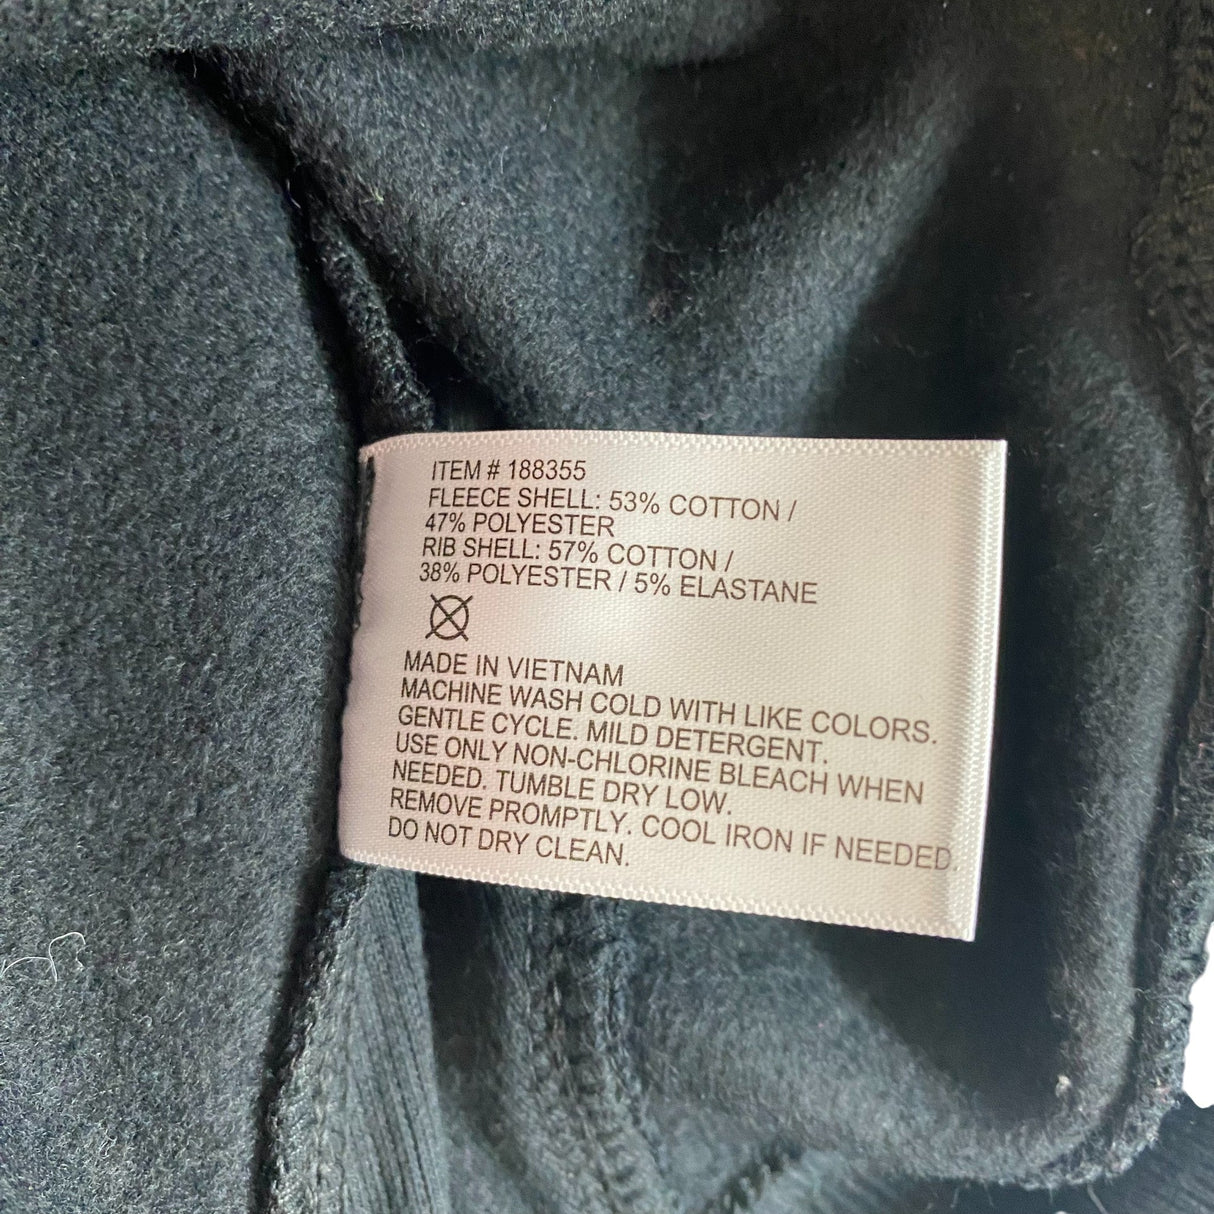 ITEM # 188355
FLEECE SHELL: 53% COTTON /
47% POLYESTER
RIB SHELL: 57% COTTON /
38% POLYESTER / 5% ELASTANE
MADE IN VIETNAM
MACHINE WASH COLD WITH LIKE COLORS.
GENTLE CYCLE. MILD DETERGENT.
USE ONLY NON-CHLORINE BLEACH WHEN
NEEDED. TUMBLE DRY LOW.
REMOVE PROMPTLY. COOL IRON IF NEEDED.
DO NOT DRY CLEAN.